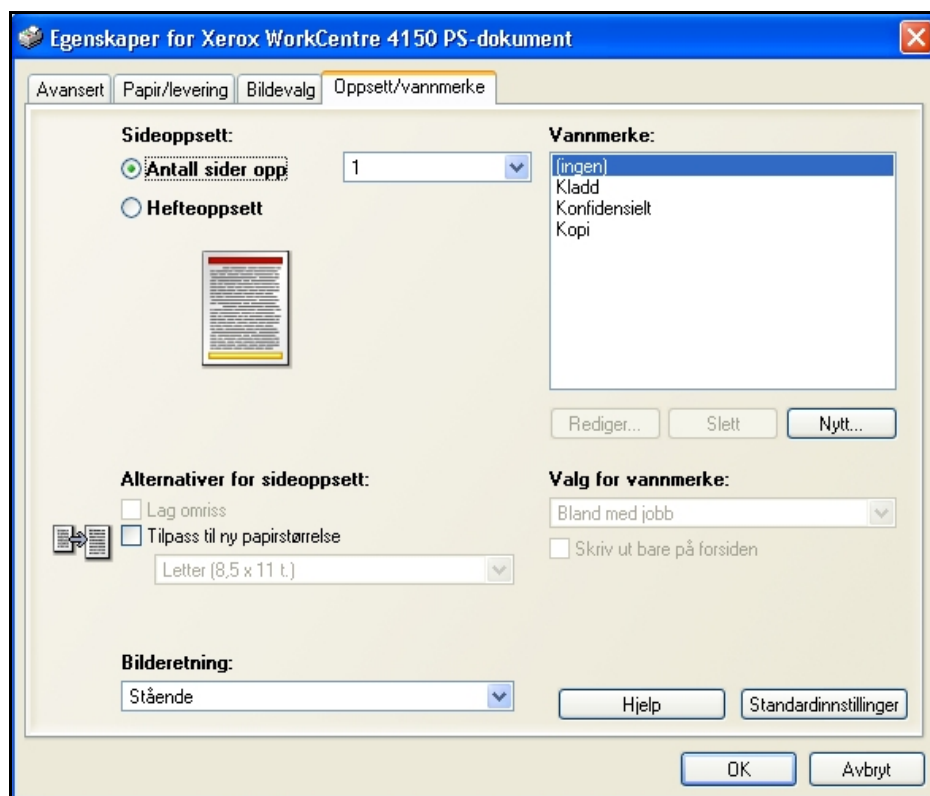 Egenskaper for Xerox WorkCentre 4150 PS-dokument
Avansert
Papir/levering
Bildevalg
Oppsett/vannmerke
Sideoppsett:
Antall sider opp
1
Hefteoppsett
Vannmerke:
(ingen)
Kladd
Konfidensielt
Kopi
Rediger...
Slett
Nytt...
Alternativer for sideoppsett:
Lag omriss
Tilpass til ny papirstørrelse
Letter (8,5 x 11 t.)
Valg for vannmerke:
Bland med jobb
Skriv ut bare på forsiden
Bilderetning:
Stående
Hjelp
Standardinnstillinger
OK
Avbryt